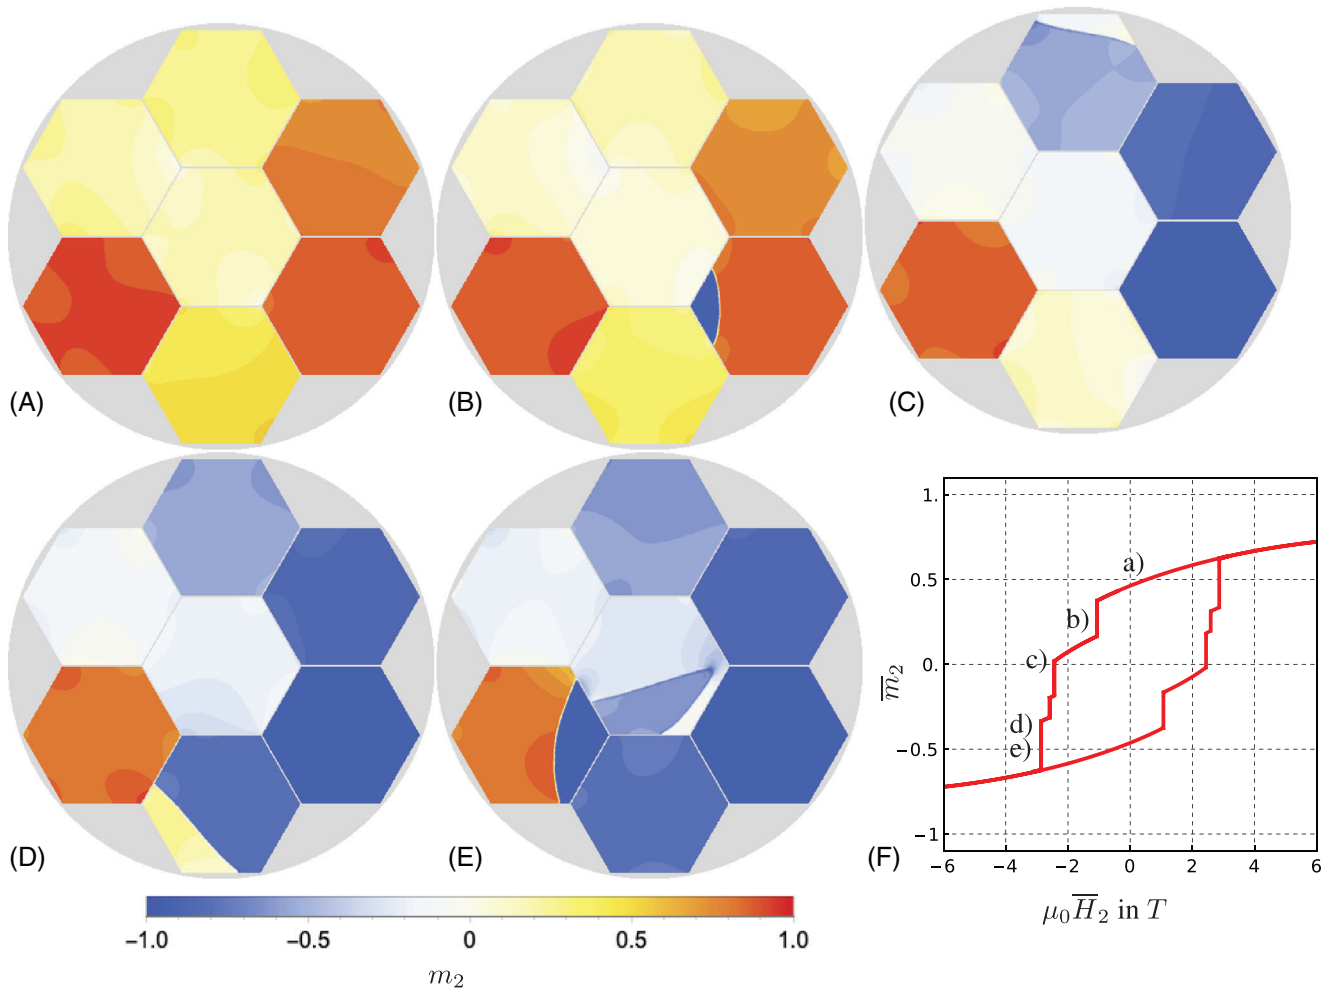 (A)
(B)
(C)
(D)
(E)
−1.0 −0.5 0 0.5 1.0
m₂
1.
0.5
0.
−0.5
−1
a)
b)
c)
d)
e)
(F)
−6 −4 −2 0 2 4 6
μ₀H̅₂ in T
m̅₂